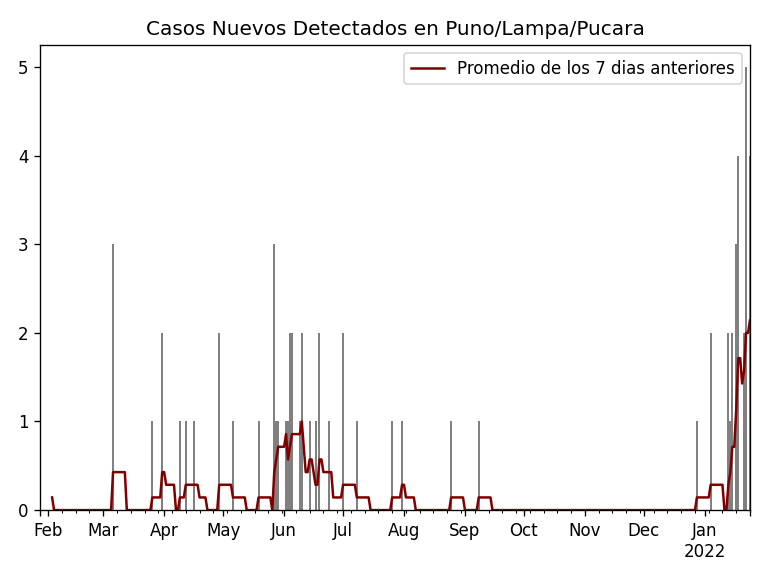 Casos Nuevos Detectados en Puno/Lampa/Pucara
Promedio de los 7 dias anteriores
5
4
3
2
1
0
Feb Mar Apr May Jun Jul Aug Sep Oct Nov Dec Jan
2022